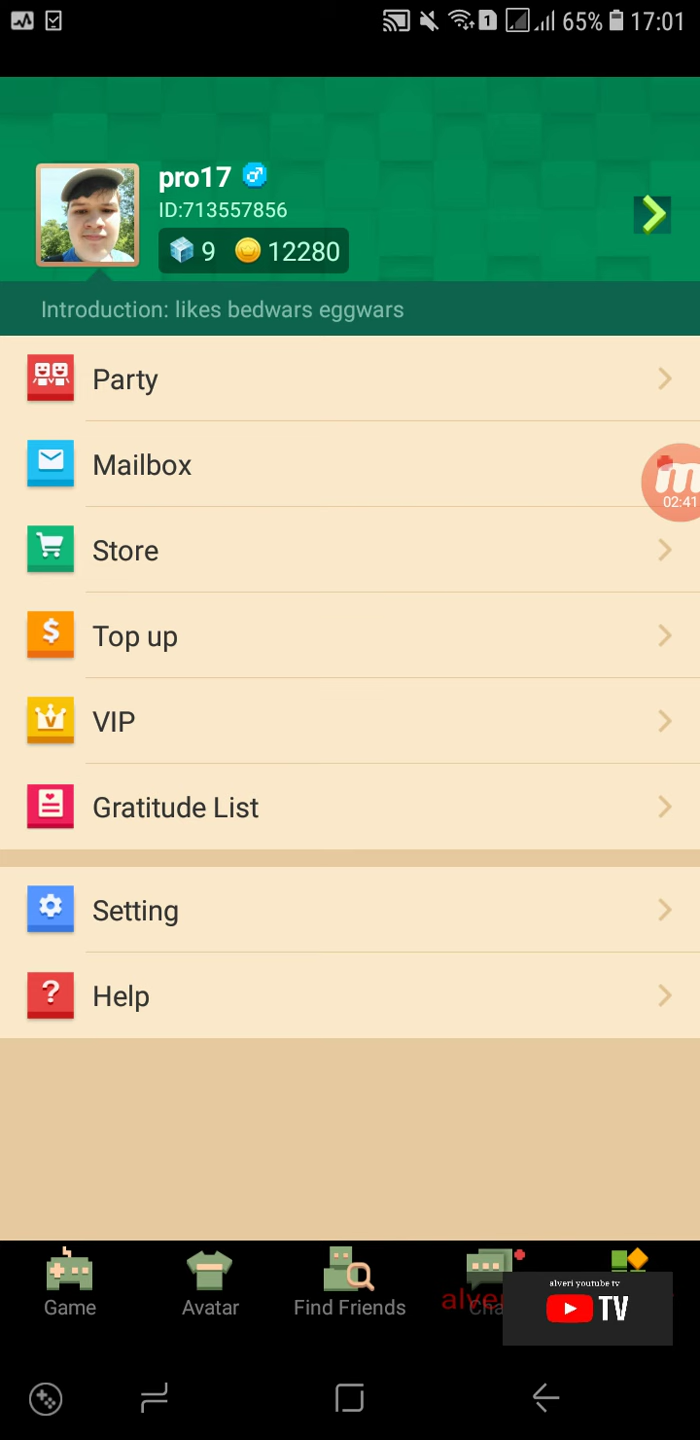 1 65% 17:01
pro17
ID:713557856
9 12280
Introduction: likes bedwars eggwars
Party
Mailbox
m
02:41
Store
$ Top up
V VIP
Gratitude List
Setting
? Help
alveri youtube tv
TV
Game Avatar Find Friends